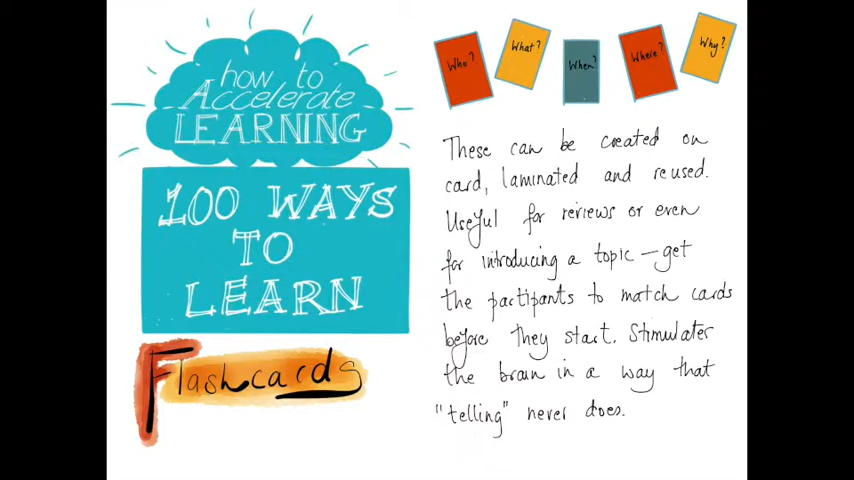 how to
Accelerate
LEARNING
100 WAYS
TO
LEARN
Flashcards
Who?
What?
When?
Where?
Why?
These can be created on
card, laminated and reused.
Useful for reviews or even
for introducing a topic - get
the partipants to match cards
before they start. Stimulater
the brain in a way that
"telling" never does.